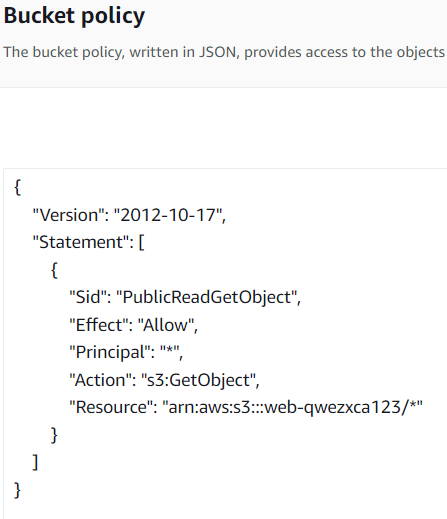 Bucket policy
The bucket policy, written in JSON, provides access to the objects
{
"Version": "2012-10-17",
"Statement": [
{
"Sid": "PublicReadGetObject",
"Effect": "Allow",
"Principal": "*",
"Action": "s3:GetObject",
"Resource": "arn:aws:s3:::web-qwezxca123/*"
}
]
}